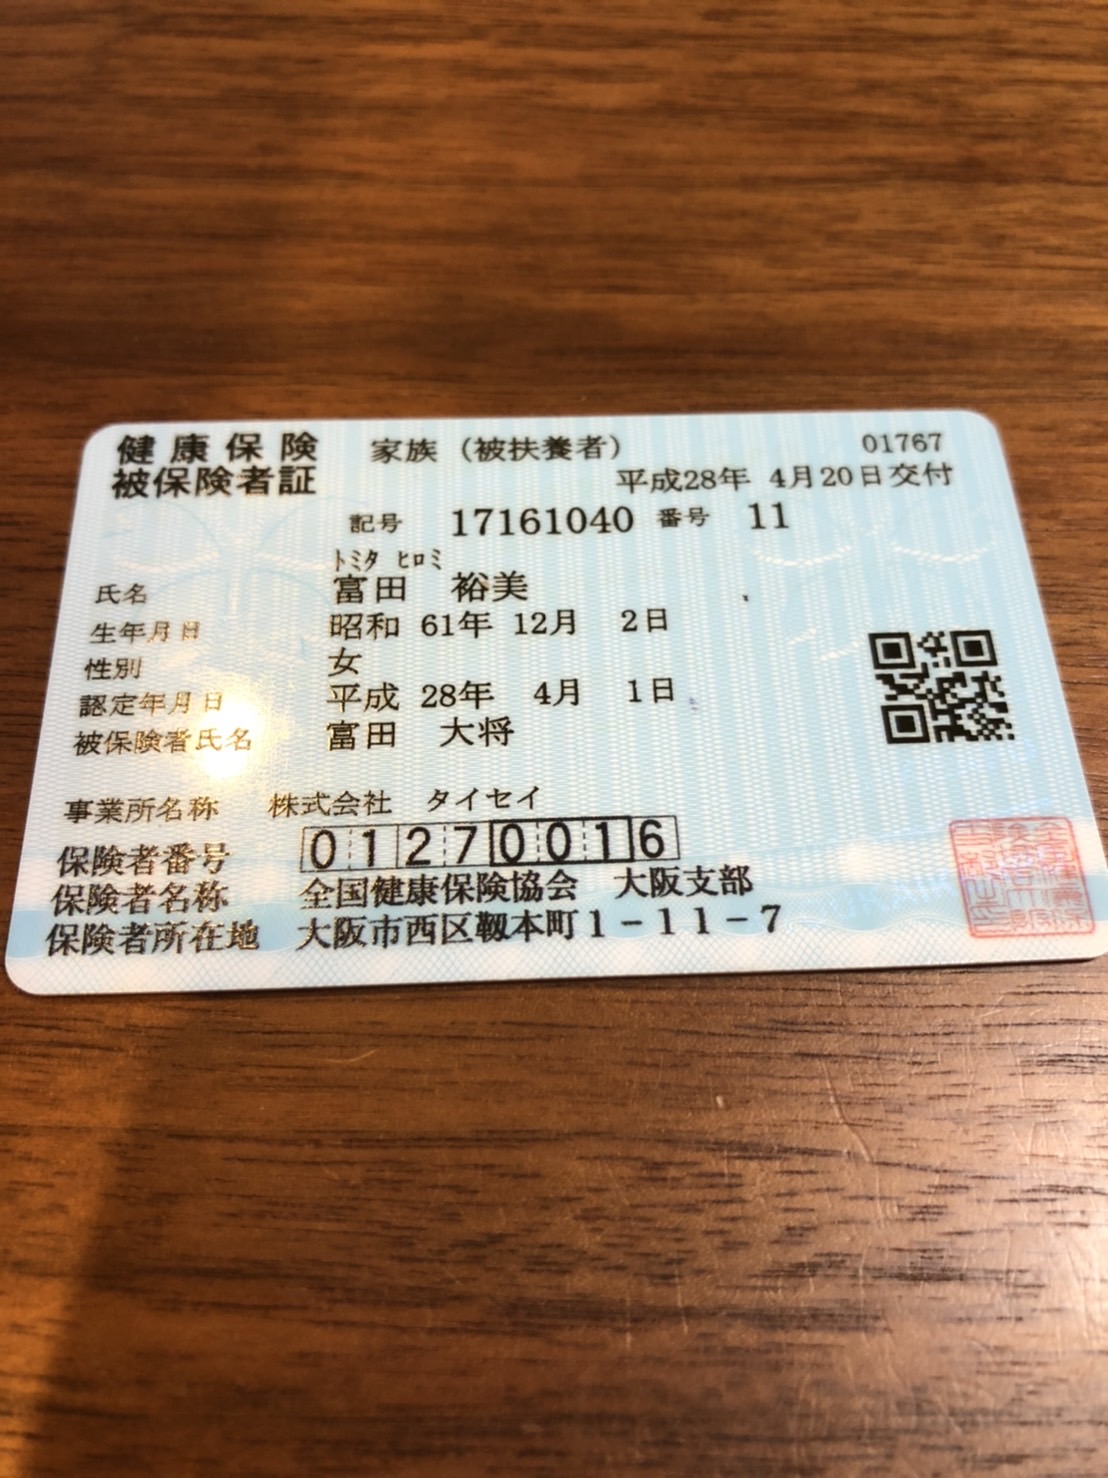 健康保険 家族（被扶養者） 01767
被保険者証 平成28年 4月20日交付
記号 17161040 番号 11
ﾄﾐﾀ ﾋﾛﾐ
氏名 富田 裕美
生年月日 昭和 61年 12月 2日
性別 女
認定年月日 平成 28年 4月 1日
被保険者氏名 富田 大将
事業所名称 株式会社 タイセイ
保険者番号 01270016
保険者名称 全国健康保険協会 大阪支部
保険者所在地 大阪市西区靱本町1－11－7